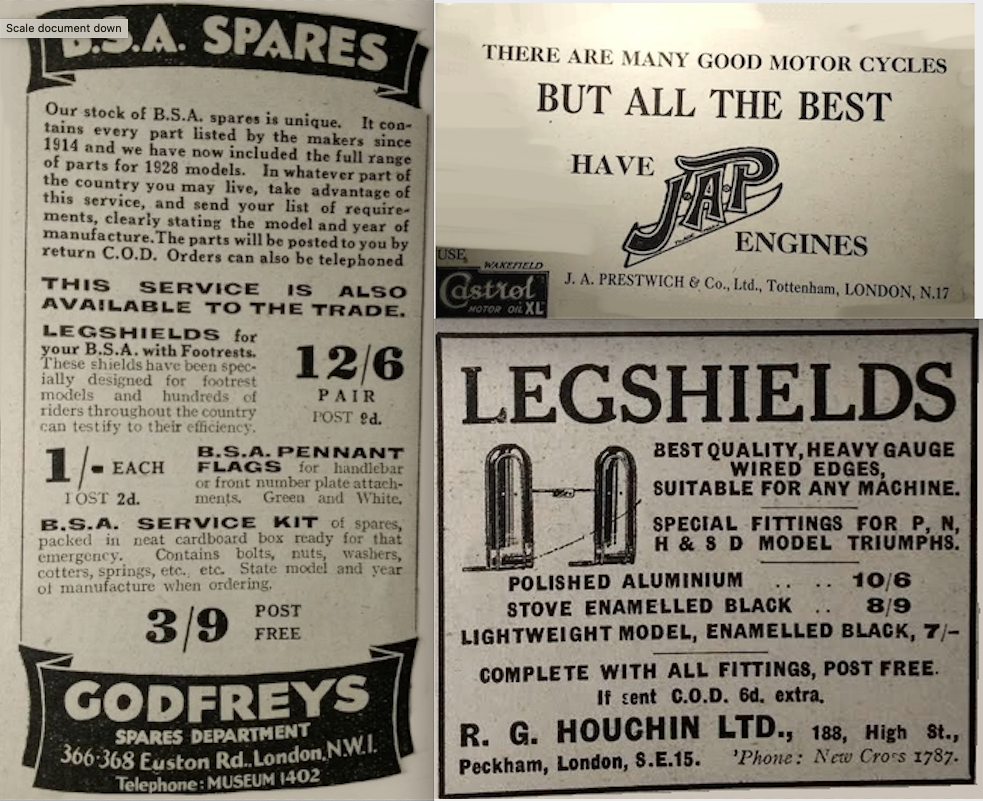 Scale document down
B.S.A. SPARES
Our stock of B.S.A. spares is unique. It con-
tains every part listed by the makers since
1914 and we have now included the full range
of parts for 1928 models. In whatever part of
the country you may live, take advantage of
this service, and send your list of require-
ments, clearly stating the model and year of
manufacture. The parts will be posted to you by
return C.O.D. Orders can also be telephoned
THIS SERVICE IS ALSO
AVAILABLE TO THE TRADE.
LEGSHIELDS for
your B.S.A. with Footrests.
These shields have been spec-
ially designed for footrest
models and hundreds of
riders throughout the country
can testify to their efficiency.
12/6
PAIR
POST 9d.
1/- EACH
POST 2d.
B.S.A. PENNANT
FLAGS for handlebar
or front number plate attach-
ments. Green and White.
B.S.A. SERVICE KIT of spares,
packed in neat cardboard box ready for that
emergency. Contains bolts, nuts, washers,
cotters, springs, etc., etc. State model and year
of manufacture when ordering.
3/9 POST
FREE
GODFREYS
SPARES DEPARTMENT
366-368 Euston Rd., London, N.W.1.
Telephone: MUSEUM 1402
THERE ARE MANY GOOD MOTOR CYCLES
BUT ALL THE BEST
HAVE J.A.P
ENGINES
J. A. PRESTWICH & Co., Ltd., Tottenham, LONDON, N.17
USE
WAKEFIELD
Castrol
MOTOR OIL XL
LEGSHIELDS
BEST QUALITY, HEAVY GAUGE
WIRED EDGES,
SUITABLE FOR ANY MACHINE.
SPECIAL FITTINGS FOR P, N,
H & S D MODEL TRIUMPHS.
POLISHED ALUMINIUM .. .. 10/6
STOVE ENAMELLED BLACK .. 8/9
LIGHTWEIGHT MODEL, ENAMELLED BLACK, 7/-
COMPLETE WITH ALL FITTINGS, POST FREE.
If sent C.O.D. 6d. extra.
R. G. HOUCHIN LTD., 188, High St.,
Peckham, London, S.E.15. 'Phone: New Cross 1787.